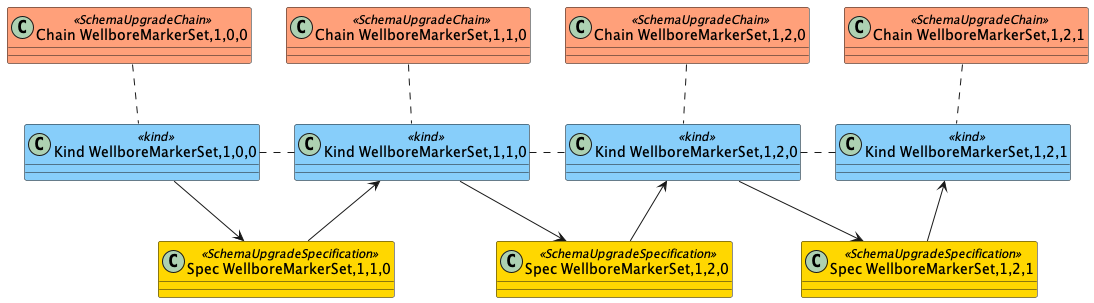 C «SchemaUpgradeChain»
Chain WellboreMarkerSet,1,0,0
C «SchemaUpgradeChain»
Chain WellboreMarkerSet,1,1,0
C «SchemaUpgradeChain»
Chain WellboreMarkerSet,1,2,0
C «SchemaUpgradeChain»
Chain WellboreMarkerSet,1,2,1
C «kind»
Kind WellboreMarkerSet,1,0,0
C «kind»
Kind WellboreMarkerSet,1,1,0
C «kind»
Kind WellboreMarkerSet,1,2,0
C «kind»
Kind WellboreMarkerSet,1,2,1
C «SchemaUpgradeSpecification»
Spec WellboreMarkerSet,1,1,0
C «SchemaUpgradeSpecification»
Spec WellboreMarkerSet,1,2,0
C «SchemaUpgradeSpecification»
Spec WellboreMarkerSet,1,2,1